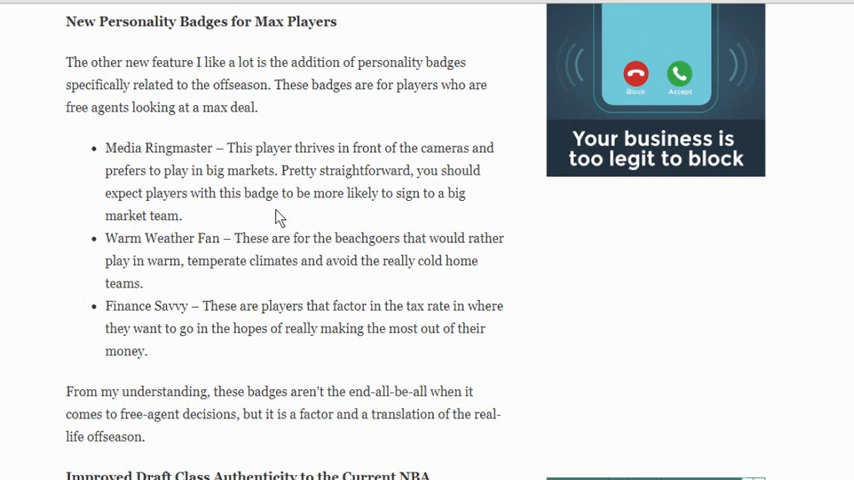 New Personality Badges for Max Players
The other new feature I like a lot is the addition of personality badges
specifically related to the offseason. These badges are for players who are
free agents looking at a max deal.
• Media Ringmaster – This player thrives in front of the cameras and
prefers to play in big markets. Pretty straightforward, you should
expect players with this badge to be more likely to sign to a big
market team.
• Warm Weather Fan – These are for the beachgoers that would rather
play in warm, temperate climates and avoid the really cold home
teams.
• Finance Savvy – These are players that factor in the tax rate in where
they want to go in the hopes of really making the most out of their
money.
From my understanding, these badges aren't the end-all-be-all when it
comes to free-agent decisions, but it is a factor and a translation of the real-
life offseason.
Improved Draft Class Authenticity to the Current NBA
Block Accept
Your business is
too legit to block